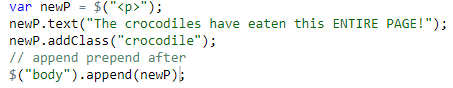 var newP = $("<p>");
newP.text("The crocodiles have eaten this ENTIRE PAGE!");
newP.addClass("crocodile");
// append prepend after
$("body").append(newP);